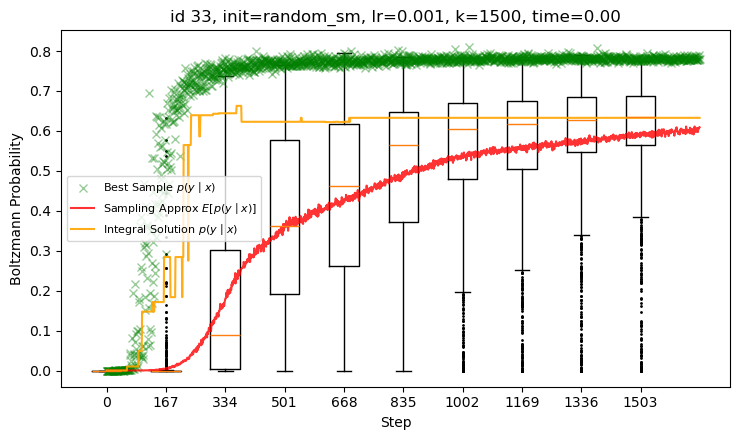 id 33, init=random_sm, lr=0.001, k=1500, time=0.00
Boltzmann Probability
0.8
0.7
0.6
0.5
0.4
0.3
0.2
0.1
0.0
Best Sample p(y | x)
Sampling Approx E[p(y | x)]
Integral Solution p(y | x)
0 167 334 501 668 835 1002 1169 1336 1503
Step